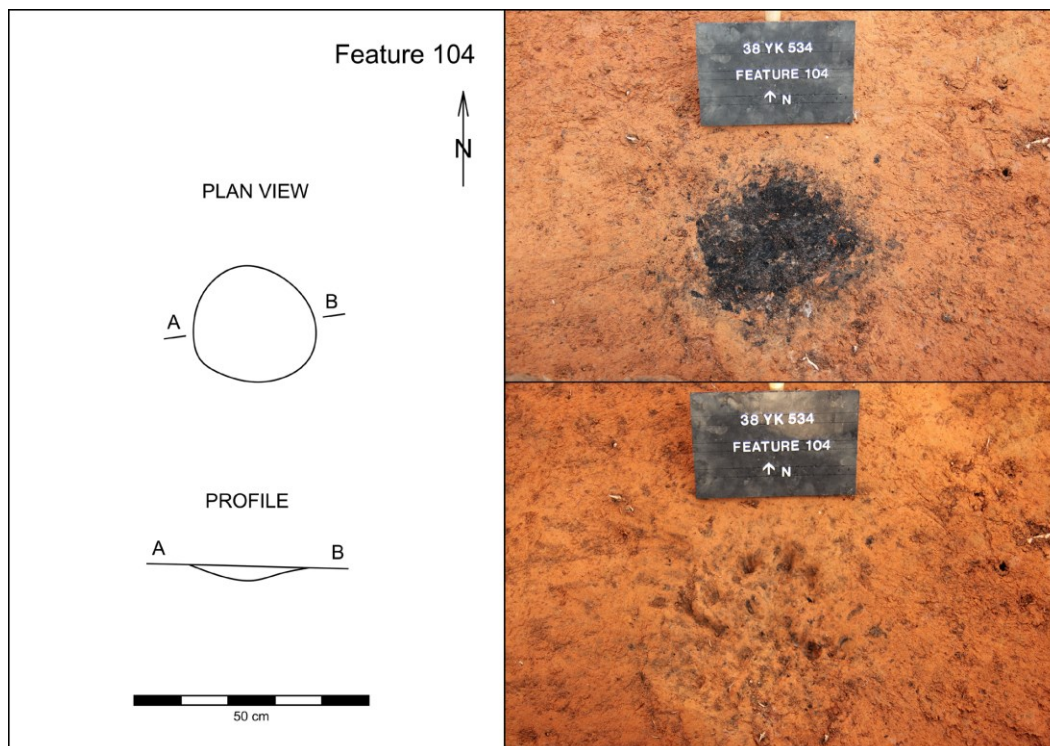 Feature 104
N
PLAN VIEW
A
B
PROFILE
A
B
50 cm
38 YK 534
FEATURE 104
↑ N
38 YK 534
FEATURE 104
↑ N